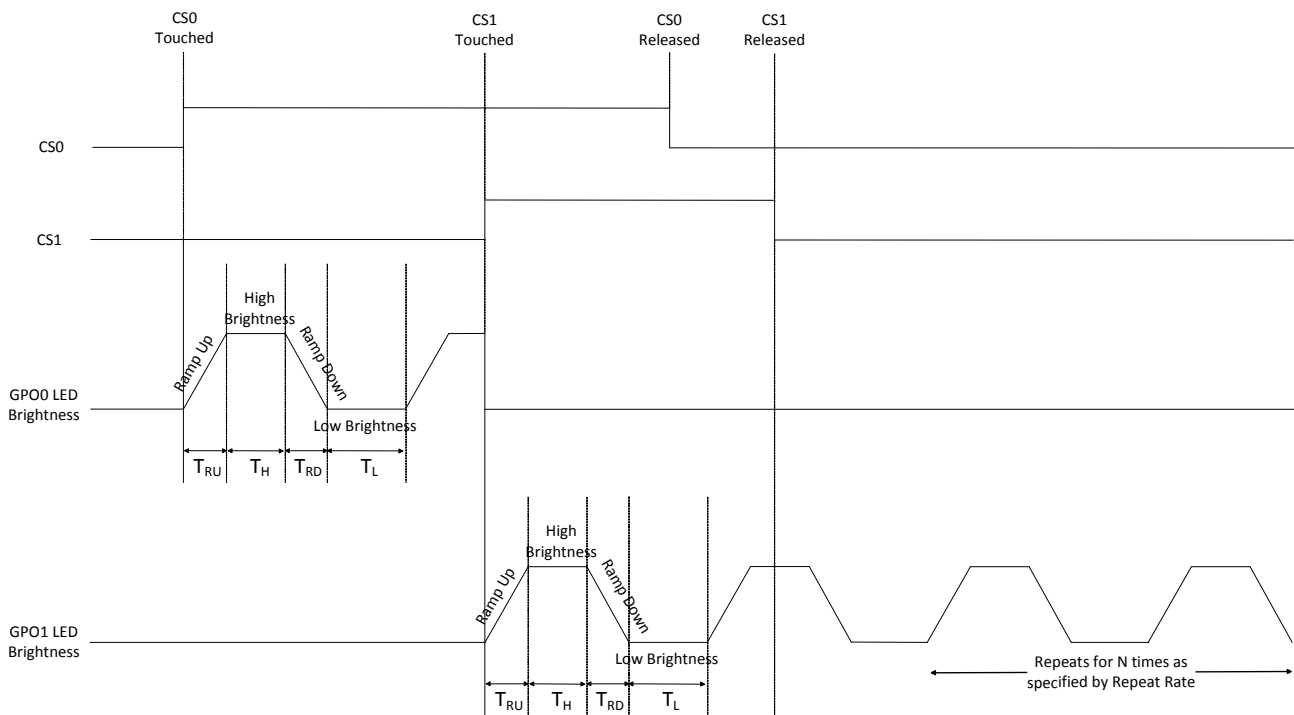 CS0
Touched
CS1
Touched
CS0
Released
CS1
Released
CS0
CS1
High
Brightness
Ramp Up
Ramp Down
GPO0 LED
Brightness
Low Brightness
TRU
TH
TRD
TL
High
Brightness
Ramp Up
Ramp Down
GPO1 LED
Brightness
Low Brightness
Repeats for N times as
specified by Repeat Rate
TRU
TH
TRD
TL